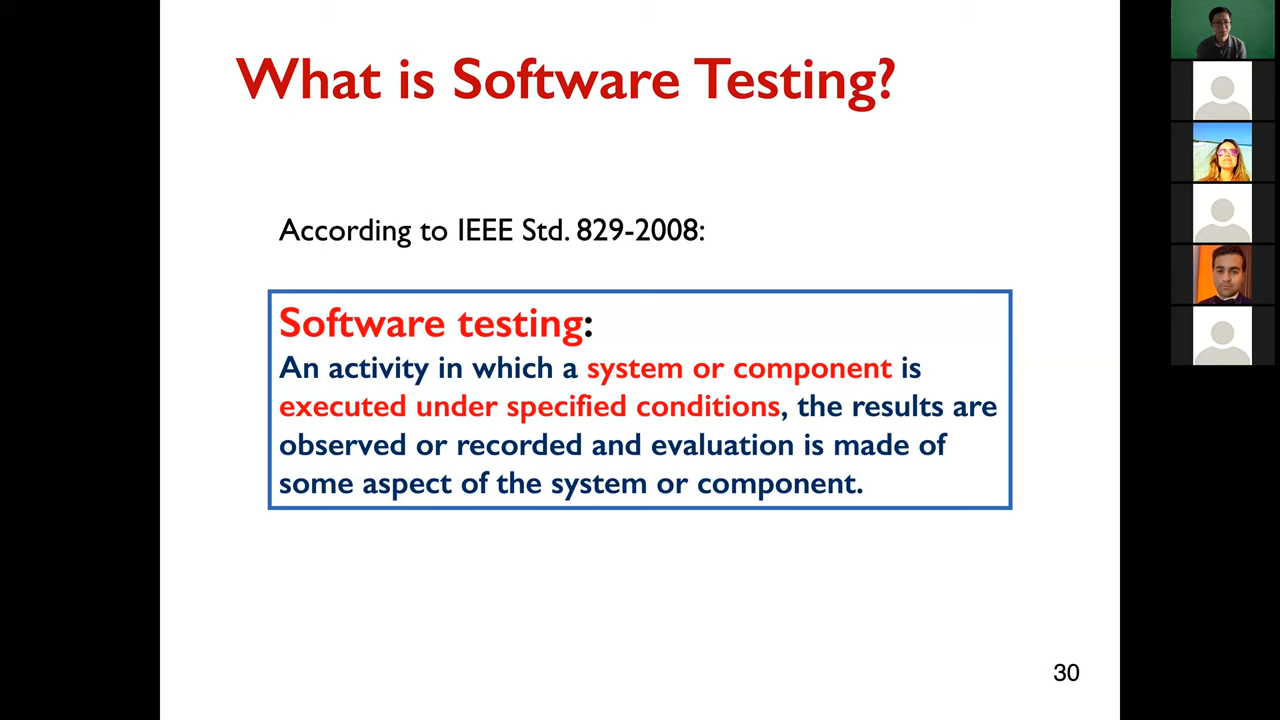 What is Software Testing?
According to IEEE Std. 829-2008:
Software testing:
An activity in which a system or component is
executed under specified conditions, the results are
observed or recorded and evaluation is made of
some aspect of the system or component.
30